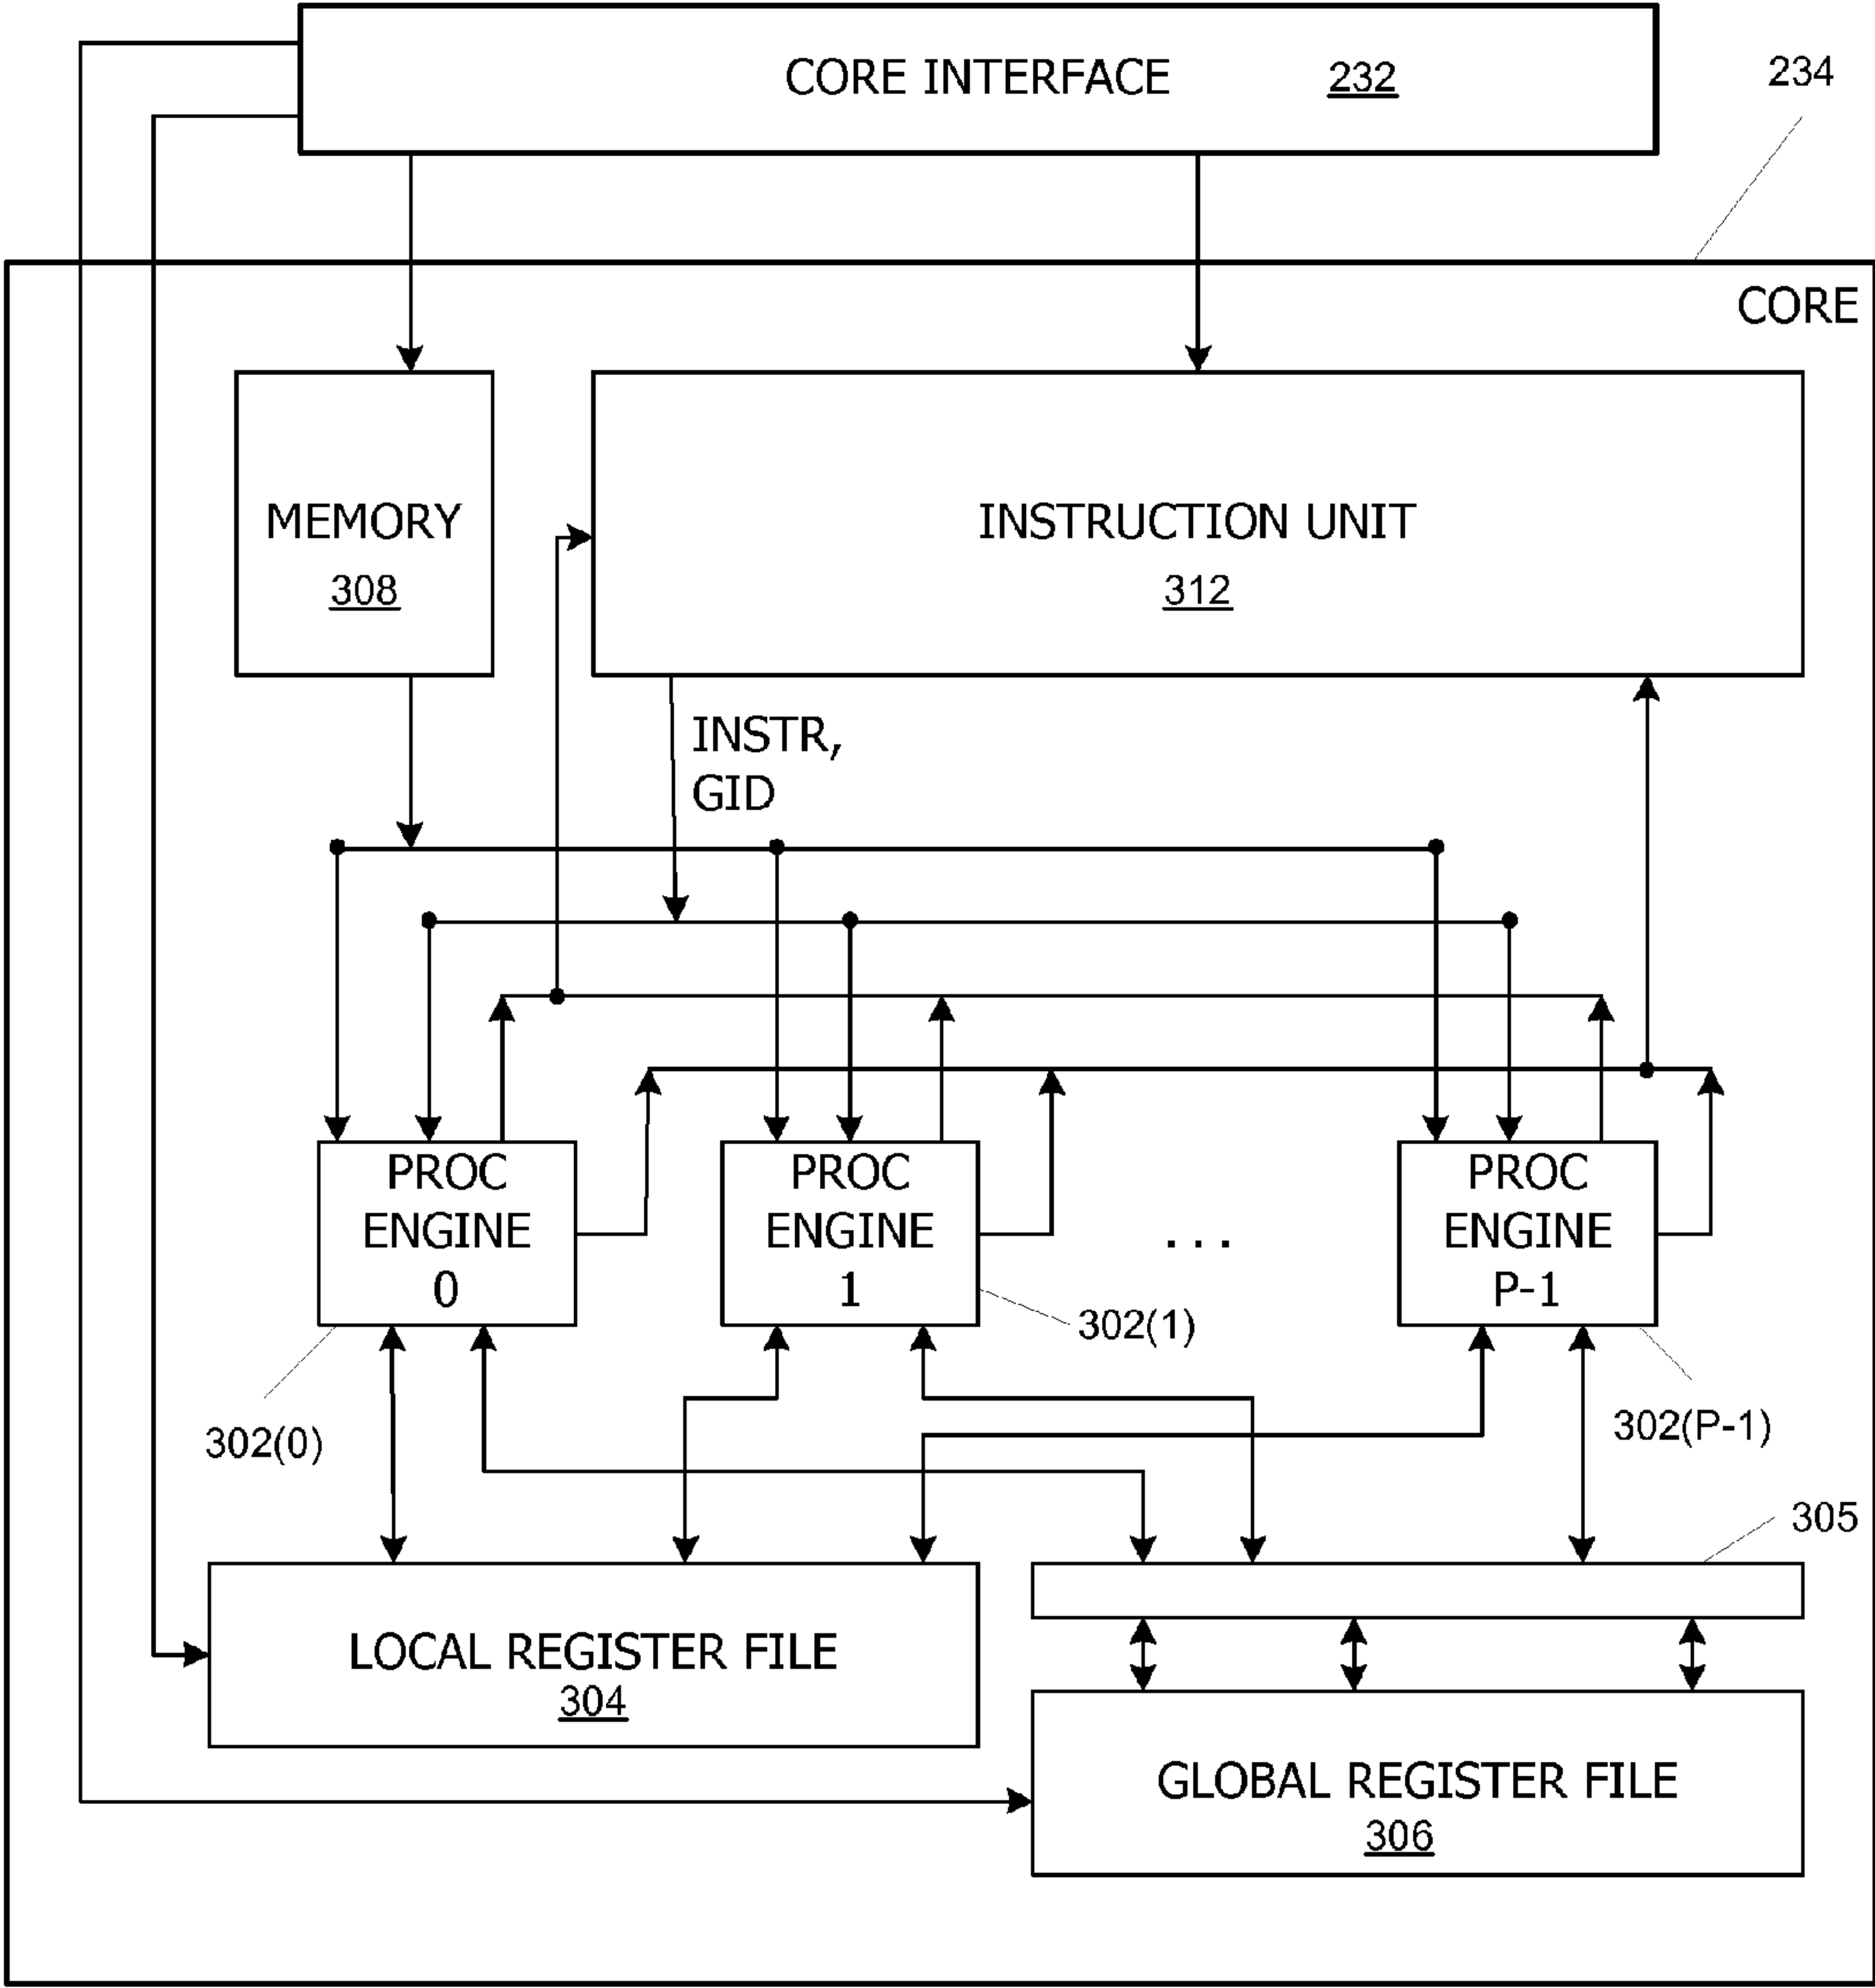 CORE INTERFACE 232
234
CORE
MEMORY
308
INSTRUCTION UNIT
312
INSTR,
GID
PROC
ENGINE
0
PROC
ENGINE
1
. . .
PROC
ENGINE
P-1
302(0)
302(1)
302(P-1)
305
LOCAL REGISTER FILE
304
GLOBAL REGISTER FILE
306